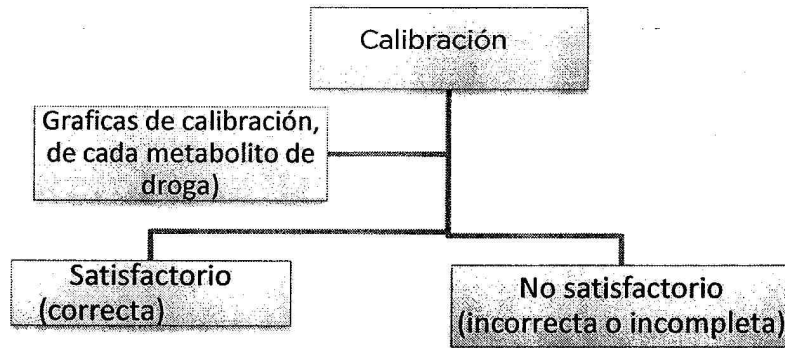 Calibración
Graficas de calibración,
de cada metabolito de
droga)
Satisfactorio
(correcta)
No satisfactorio
(incorrecta o incompleta)